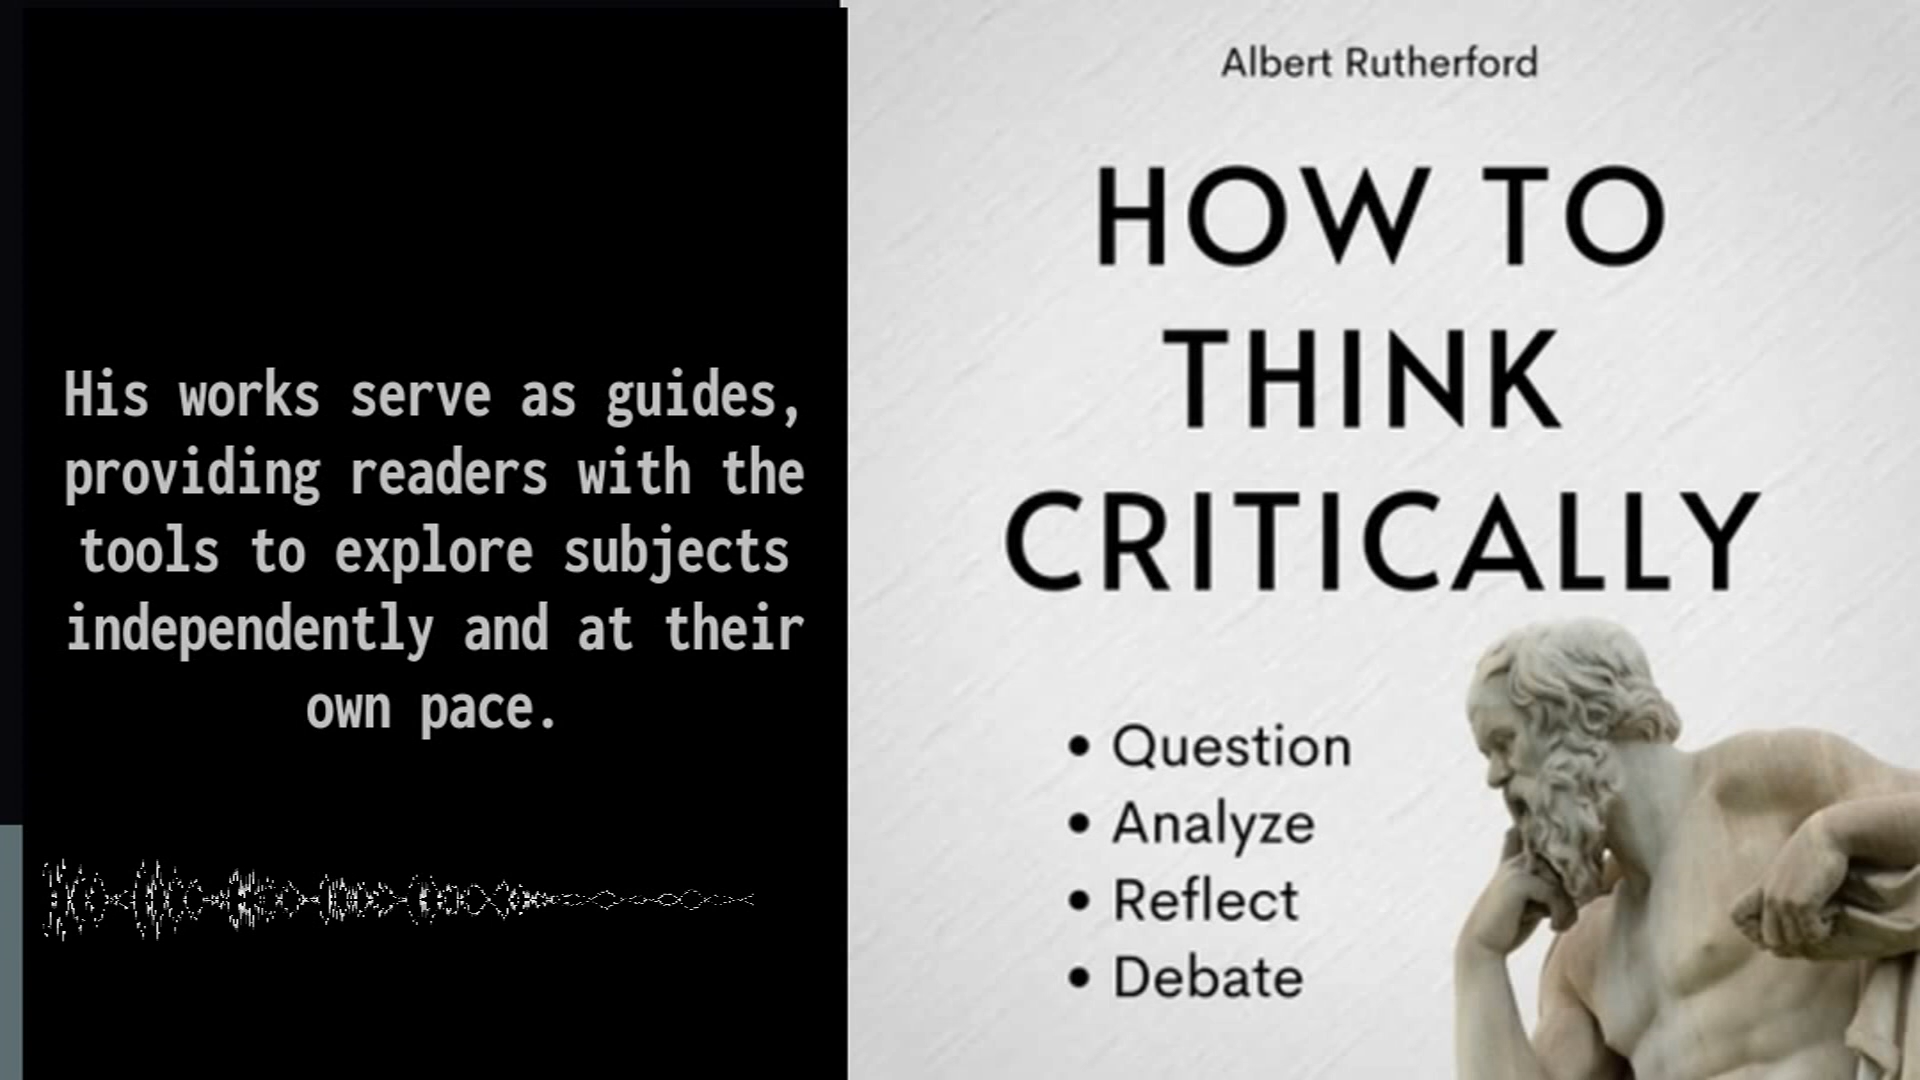 His works serve as guides,
providing readers with the
tools to explore subjects
independently and at their
own pace.
Albert Rutherford
HOW TO
THINK
CRITICALLY
• Question
• Analyze
• Reflect
• Debate